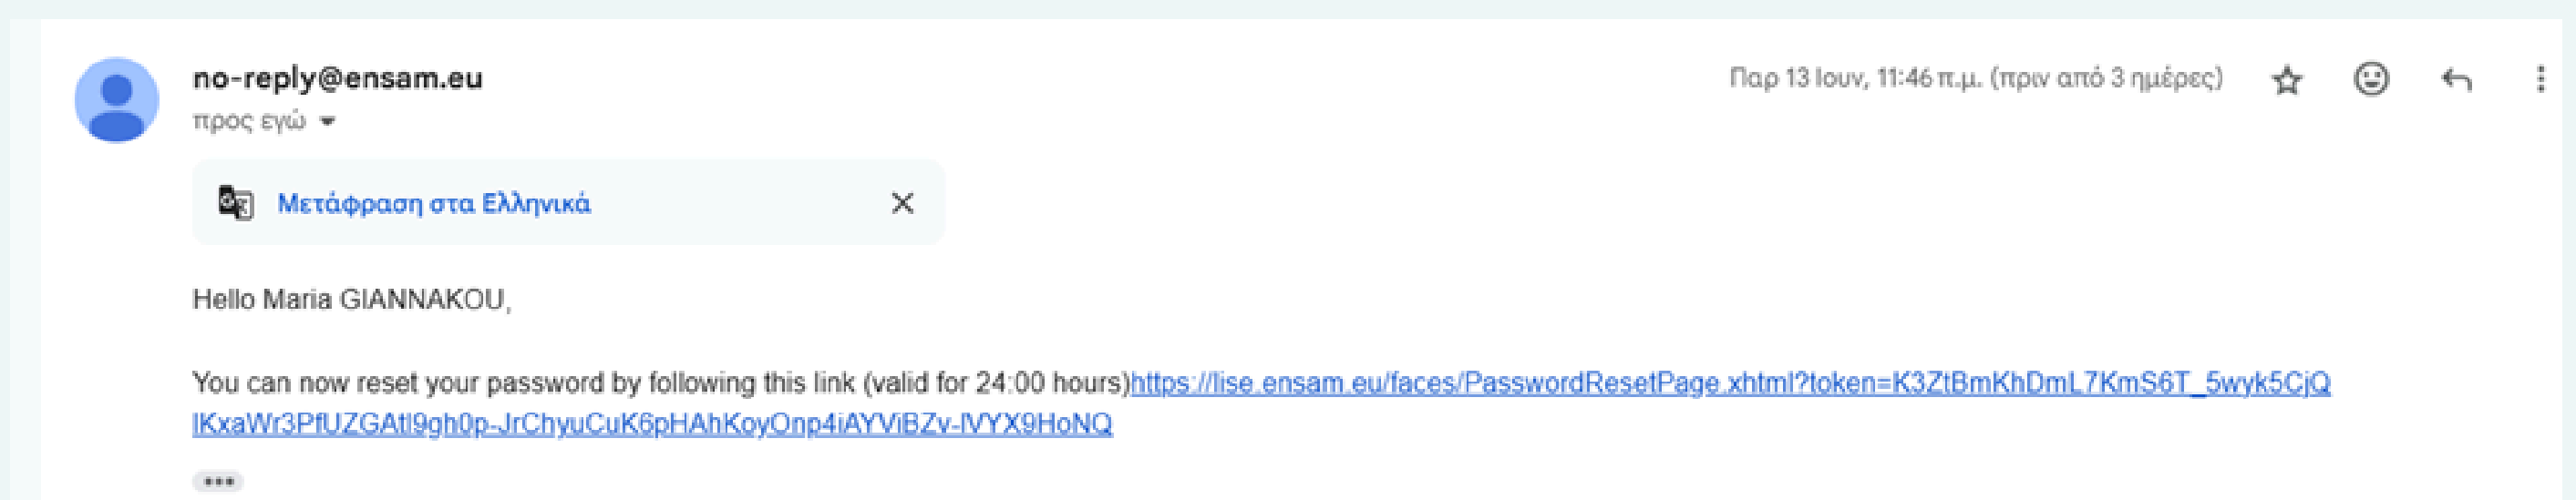 no-reply@ensam.eu
Παρ 13 Ιουν, 11:46 π.μ. (πριν από 3 ημέρες)
προς εγώ
Μετάφραση στα Ελληνικά
Hello Maria GIANNAKOU,
You can now reset your password by following this link (valid for 24:00 hours)https://lise.ensam.eu/faces/PasswordResetPage.xhtml?token=K3ZtBmKhDmL7KmS6T_5wyk5CjQ
lKxaWr3PfUZGAtl9gh0p-JrChyuCuK6pHAhKoyOnp4iAYViBZv-lVYX9HoNQ